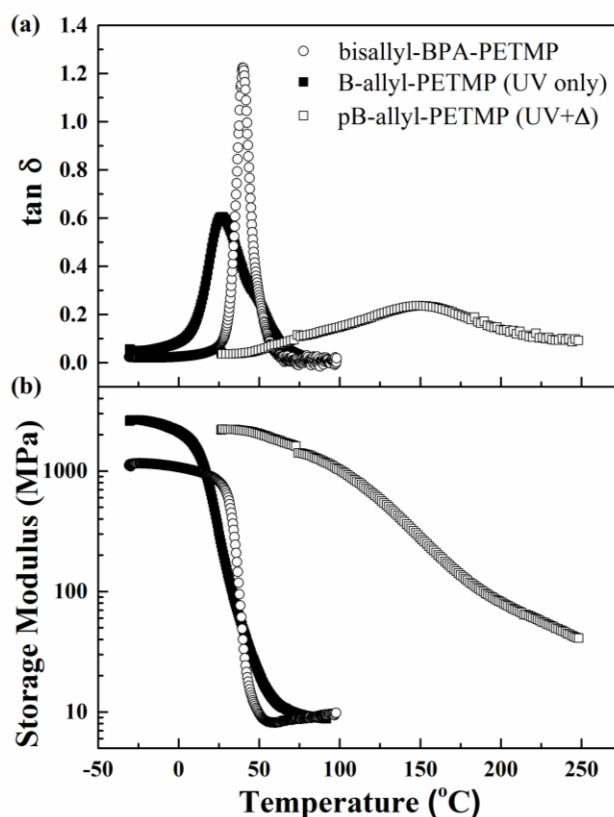 (a)
bisallyl-BPA-PETMP
B-allyl-PETMP (UV only)
pB-allyl-PETMP (UV+Δ)
1.4
1.2
1.0
0.8
0.6
0.4
0.2
0.0
tan δ
(b)
1000
100
10
Storage Modulus (MPa)
-50 0 50 100 150 200 250
Temperature (°C)